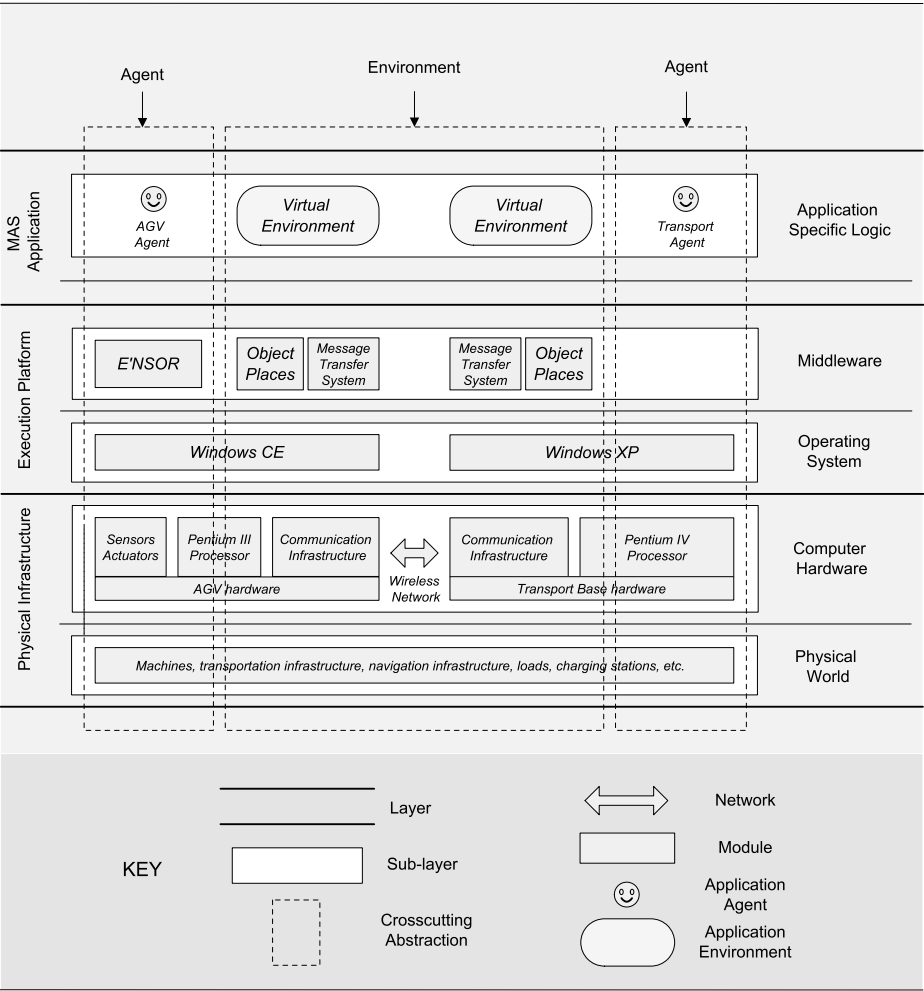 Agent
Environment
Agent
MAS
Application
AGV
Agent
Virtual
Environment
Virtual
Environment
Transport
Agent
Application
Specific Logic
Execution Platform
E'NSOR
Object
Places
Message
Transfer
System
Message
Transfer
System
Object
Places
Middleware
Windows CE
Windows XP
Operating
System
Physical Infrastructure
Sensors
Actuators
Pentium III
Processor
Communication
Infrastructure
AGV hardware
Wireless
Network
Communication
Infrastructure
Pentium IV
Processor
Transport Base hardware
Computer
Hardware
Machines, transportation infrastructure, navigation infrastructure, loads, charging stations, etc.
Physical
World
KEY
Layer
Sub-layer
Crosscutting
Abstraction
Network
Module
Application
Agent
Application
Environment